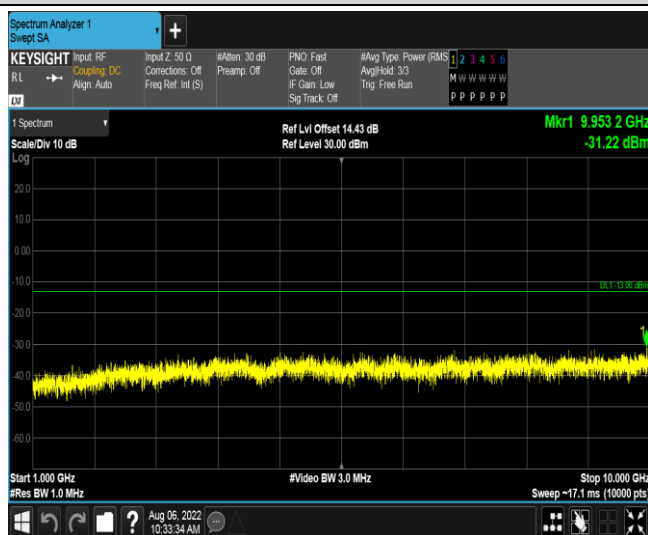 Spectrum Analyzer 1
Swept SA
+
KEYSIGHT
RL
LXI
Input: RF
Coupling: DC
Align: Auto
Input Z: 50 Ω
Corrections: Off
Freq Ref: Int (S)
#Atten: 30 dB
Preamp: Off
PNO: Fast
Gate: Off
IF Gain: Low
Sig Track: Off
#Avg Type: Power (RMS
Avg|Hold: 3/3
Trig: Free Run
1 2 3 4 5 6
M W W W W W
P P P P P P
1 Spectrum
Scale/Div 10 dB
Log
Ref Lvl Offset 14.43 dB
Ref Level 30.00 dBm
Mkr1 9.953 2 GHz
-31.22 dBm
20.0
10.0
0.00
-10.0
DL1 -13.00 dBm
-20.0
-30.0
1
-40.0
-50.0
-60.0
Start 1.000 GHz
#Video BW 3.0 MHz
Stop 10.000 GHz
#Res BW 1.0 MHz
Sweep ~17.1 ms (10000 pts)
?
Aug 06, 2022
10:33:34 AM